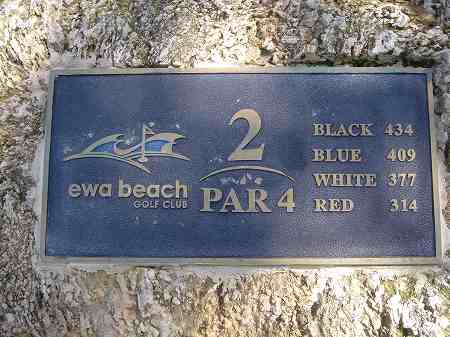 ewa beach
GOLF CLUB
2
PAR 4
BLACK 434
BLUE 409
WHITE 377
RED 314